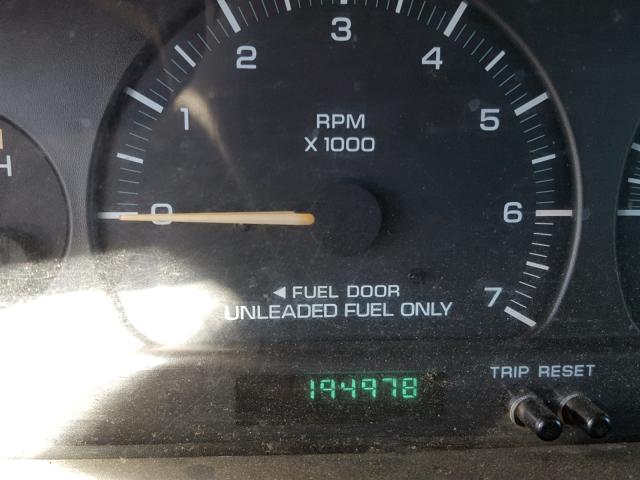 3
2
4
1
RPM
X 1000
5
H
0
6
◄ FUEL DOOR
7
UNLEADED FUEL ONLY
TRIP RESET
194978